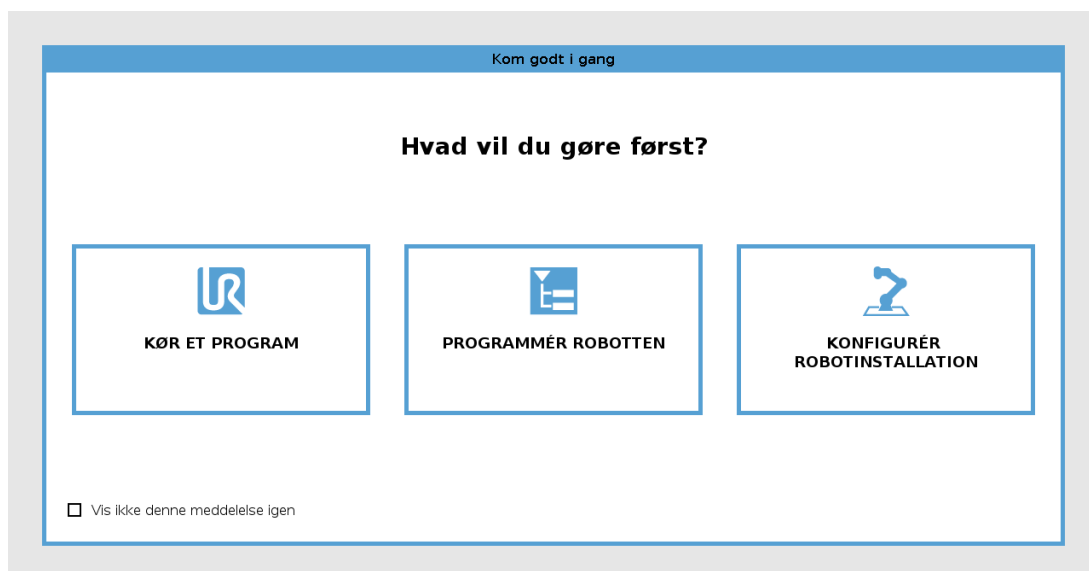 Kom godt i gang
Hvad vil du gøre først?
KØR ET PROGRAM
PROGRAMMÉR ROBOTTEN
KONFIGURÉR
ROBOTINSTALLATION
Vis ikke denne meddelelse igen